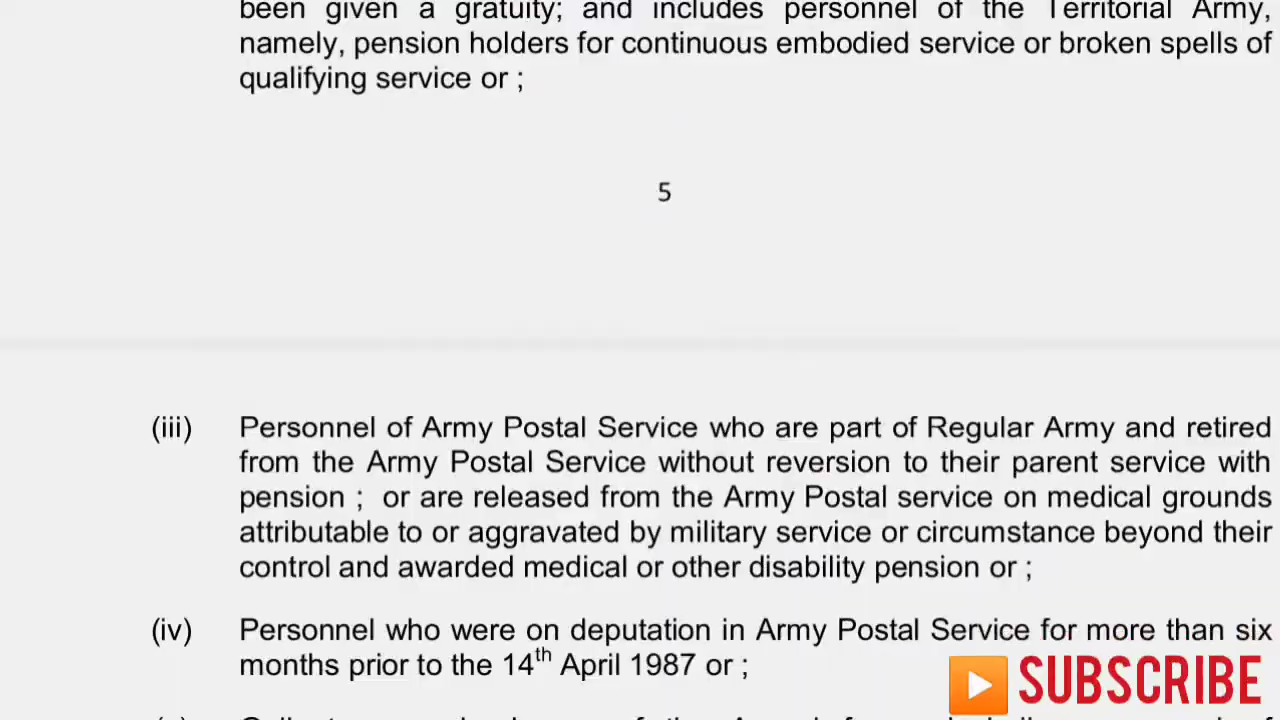 been given a gratuity; and includes personnel of the Territorial Army,
namely, pension holders for continuous embodied service or broken spells of
qualifying service or ;
5
(iii) Personnel of Army Postal Service who are part of Regular Army and retired
from the Army Postal Service without reversion to their parent service with
pension ; or are released from the Army Postal service on medical grounds
attributable to or aggravated by military service or circumstance beyond their
control and awarded medical or other disability pension or ;
(iv) Personnel who were on deputation in Army Postal Service for more than six
months prior to the 14th April 1987 or ;
SUBSCRIBE